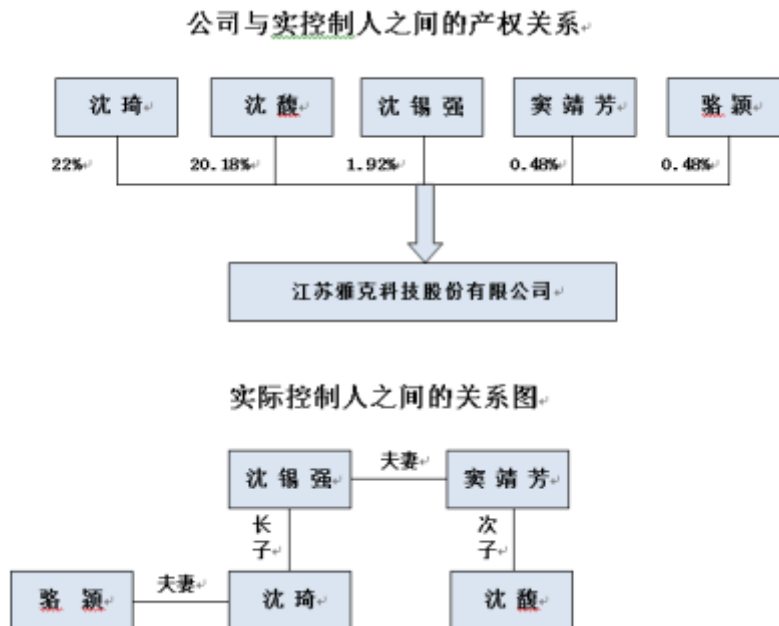 公司与实控制人之间的产权关系
沈 琦 沈 馥 沈 锡 强 窦 靖 芳 骆 颖
22% 20.18% 1.92% 0.48% 0.48%
江苏雅克科技股份有限公司
实际控制人之间的关系图
沈 锡 强 夫妻 窦 靖 芳
长子 次子
骆 颖 夫妻 沈 琦 沈 馥